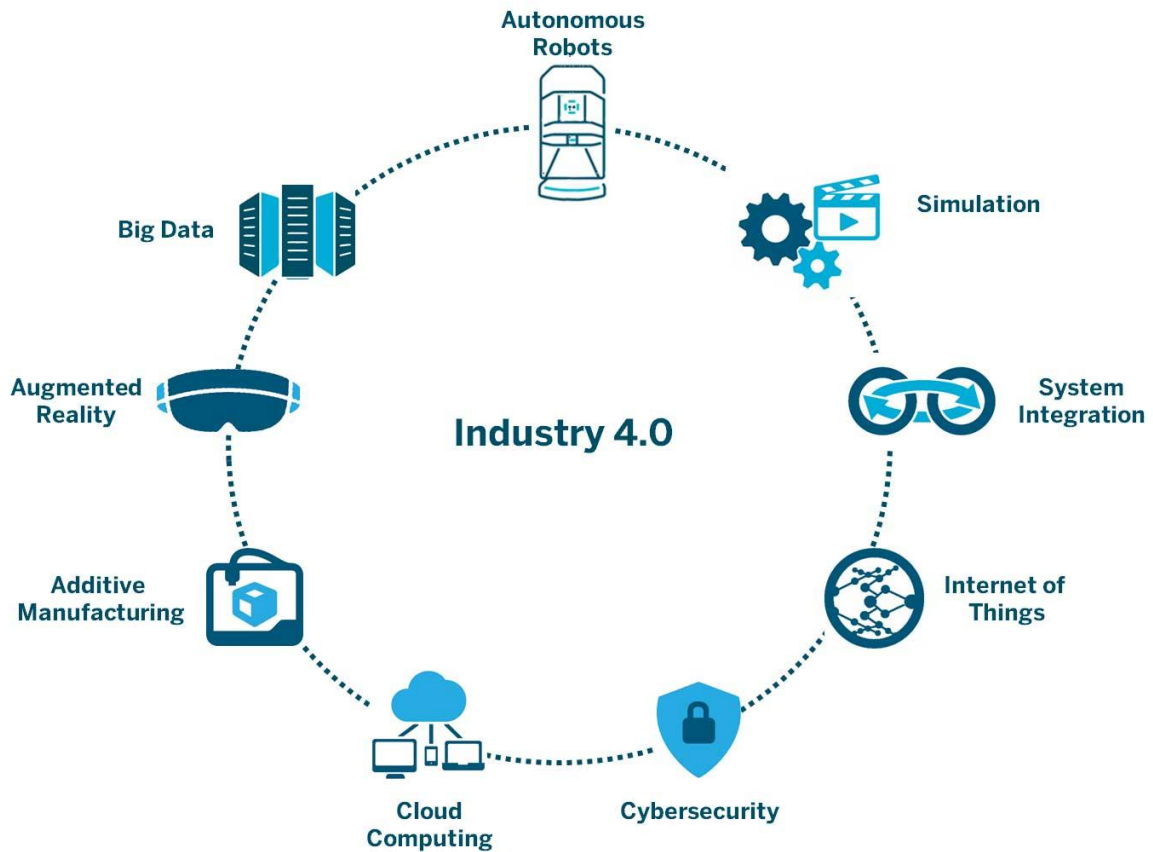 Autonomous
Robots
Simulation
Big Data
System
Integration
Augmented
Reality
Industry 4.0
Internet of
Things
Additive
Manufacturing
Cybersecurity
Cloud
Computing